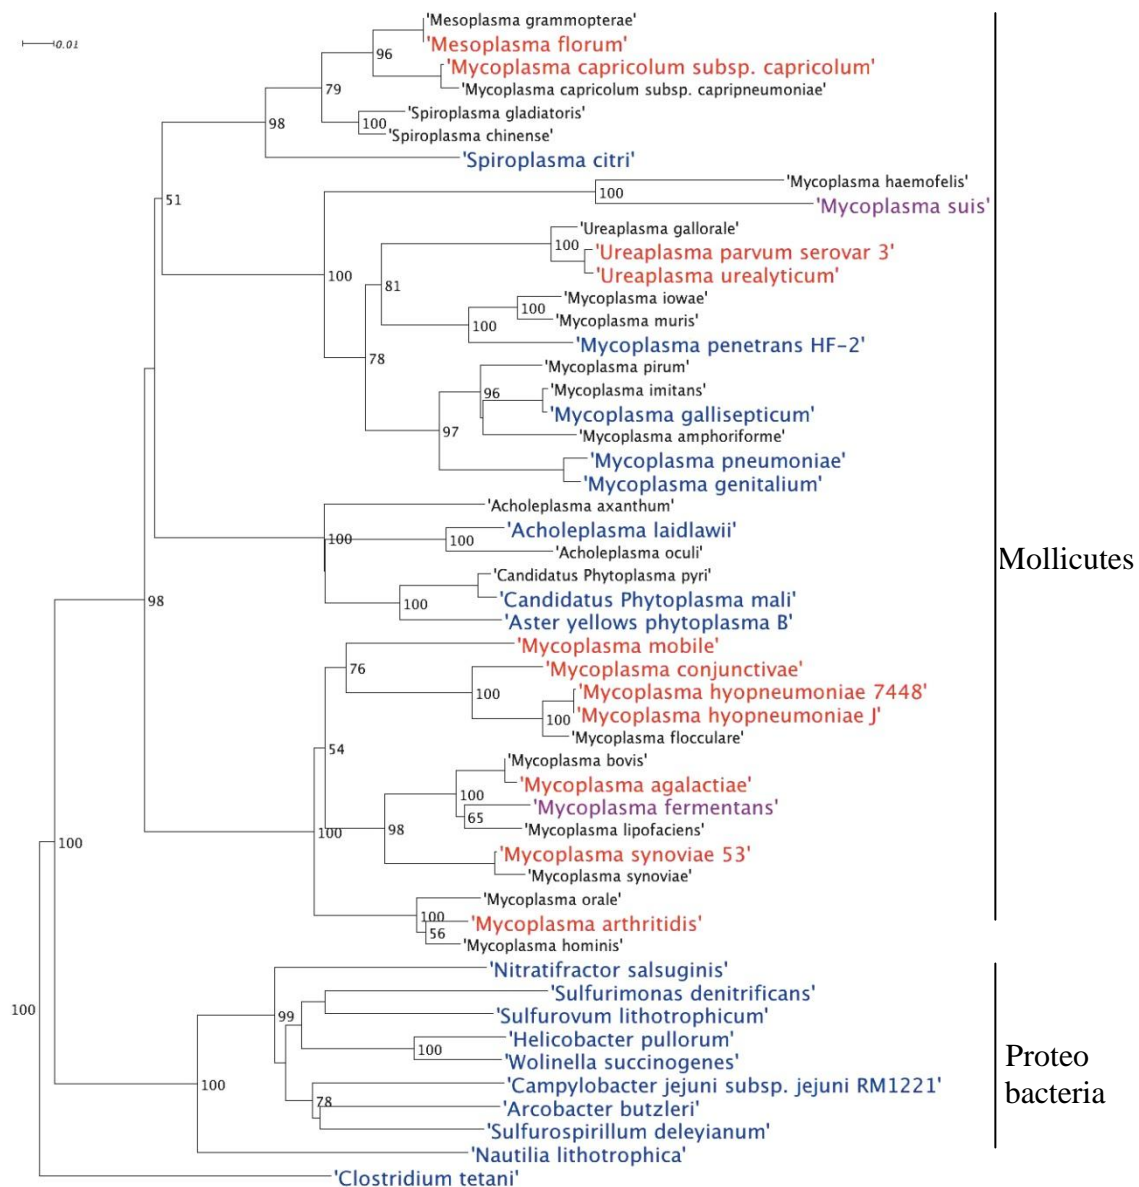 'Mesoplasma grammopterae'
0.01
'Mesoplasma florum'
96
'Mycoplasma capricolum subsp. capricolum'
79
'Mycoplasma capricolum subsp. capripneumoniae'
'Spiroplasma gladiatoris'
98
100
'Spiroplasma chinense'
'Spiroplasma citri'
'Mycoplasma haemofelis'
100
51
'Mycoplasma suis'
'Ureaplasma gallorale'
100
'Ureaplasma parvum serovar 3'
100
'Ureaplasma urealyticum'
81
'Mycoplasma iowae'
100
'Mycoplasma muris'
100
'Mycoplasma penetrans HF-2'
78
'Mycoplasma pirum'
96
'Mycoplasma imitans'
'Mycoplasma gallisepticum'
97
'Mycoplasma amphoriforme'
'Mycoplasma pneumoniae'
'Mycoplasma genitalium'
'Acholeplasma axanthum'
'Acholeplasma laidlawii'
100
100
'Acholeplasma oculi'
Mollicutes
'Candidatus Phytoplasma pyri'
98
'Candidatus Phytoplasma mali'
100
'Aster yellows phytoplasma B'
'Mycoplasma mobile'
76
'Mycoplasma conjunctivae'
100
'Mycoplasma hyopneumoniae 7448'
'Mycoplasma hyopneumoniae J'
100
'Mycoplasma flocculare'
54
'Mycoplasma bovis'
'Mycoplasma agalactiae'
100
'Mycoplasma fermentans'
65
'Mycoplasma lipofaciens'
100
98
100
'Mycoplasma synoviae 53'
'Mycoplasma synoviae'
'Mycoplasma orale'
100
'Mycoplasma arthritidis'
56
'Mycoplasma hominis'
'Nitratifractor salsuginis'
'Sulfurimonas denitrificans'
100
99
'Sulfurovum lithotrophicum'
'Helicobacter pullorum'
100
'Wolinella succinogenes'
Proteo
bacteria
100
'Campylobacter jejuni subsp. jejuni RM1221'
78
'Arcobacter butzleri'
'Sulfurospirillum deleyianum'
'Nautilia lithotrophica'
'Clostridium tetani'